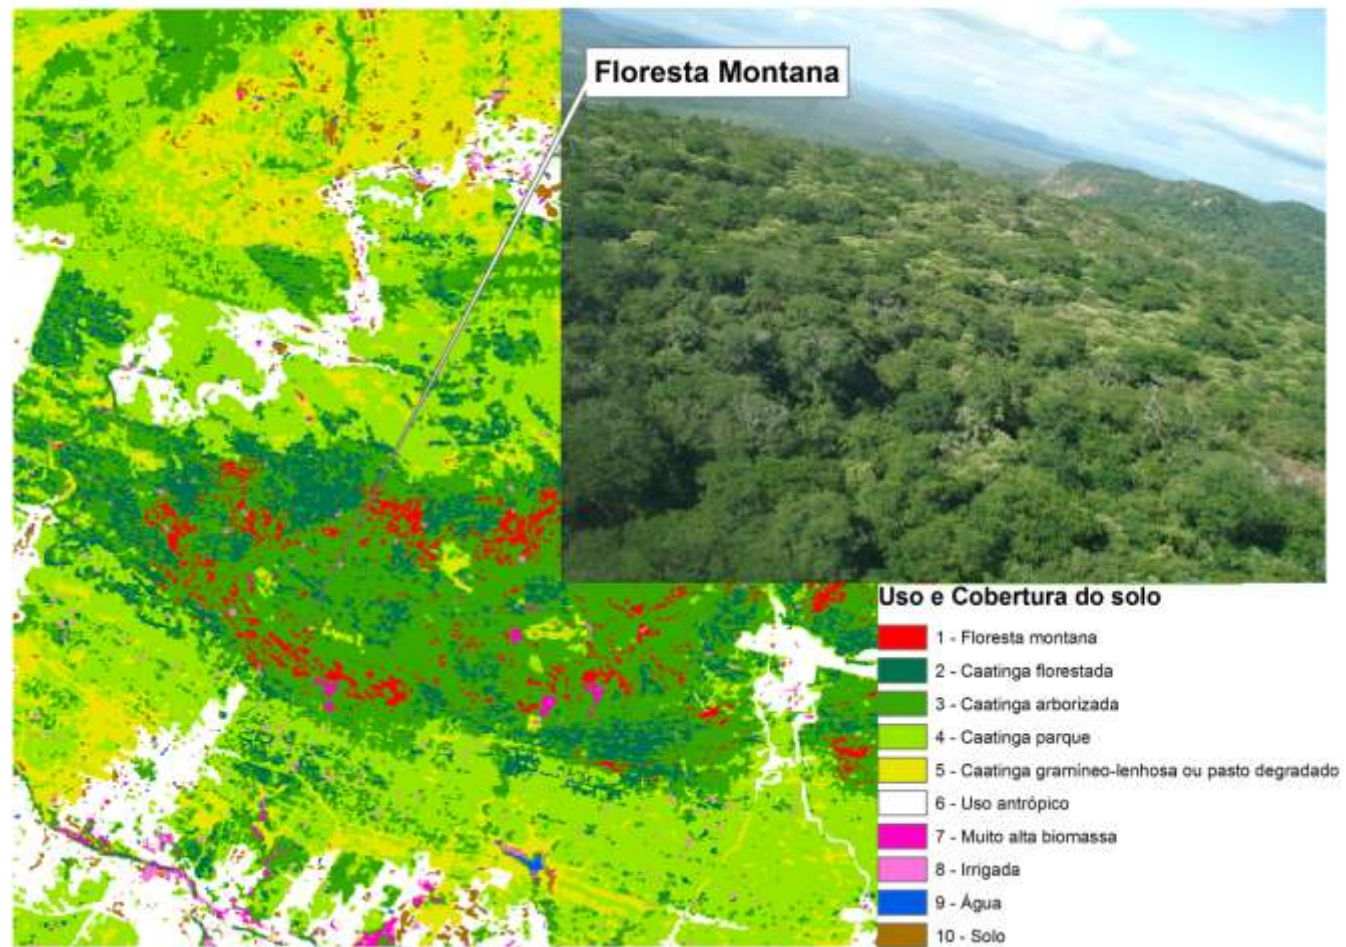 Floresta Montana
Uso e Cobertura do solo
1 - Floresta montana
2 - Caatinga florestada
3 - Caatinga arborizada
4 - Caatinga parque
5 - Caatinga gramineo-lenhosa ou pasto degradado
6 - Uso antrópico
7 - Muito alta biomassa
8 - Irrigada
9 - Água
10 - Solo